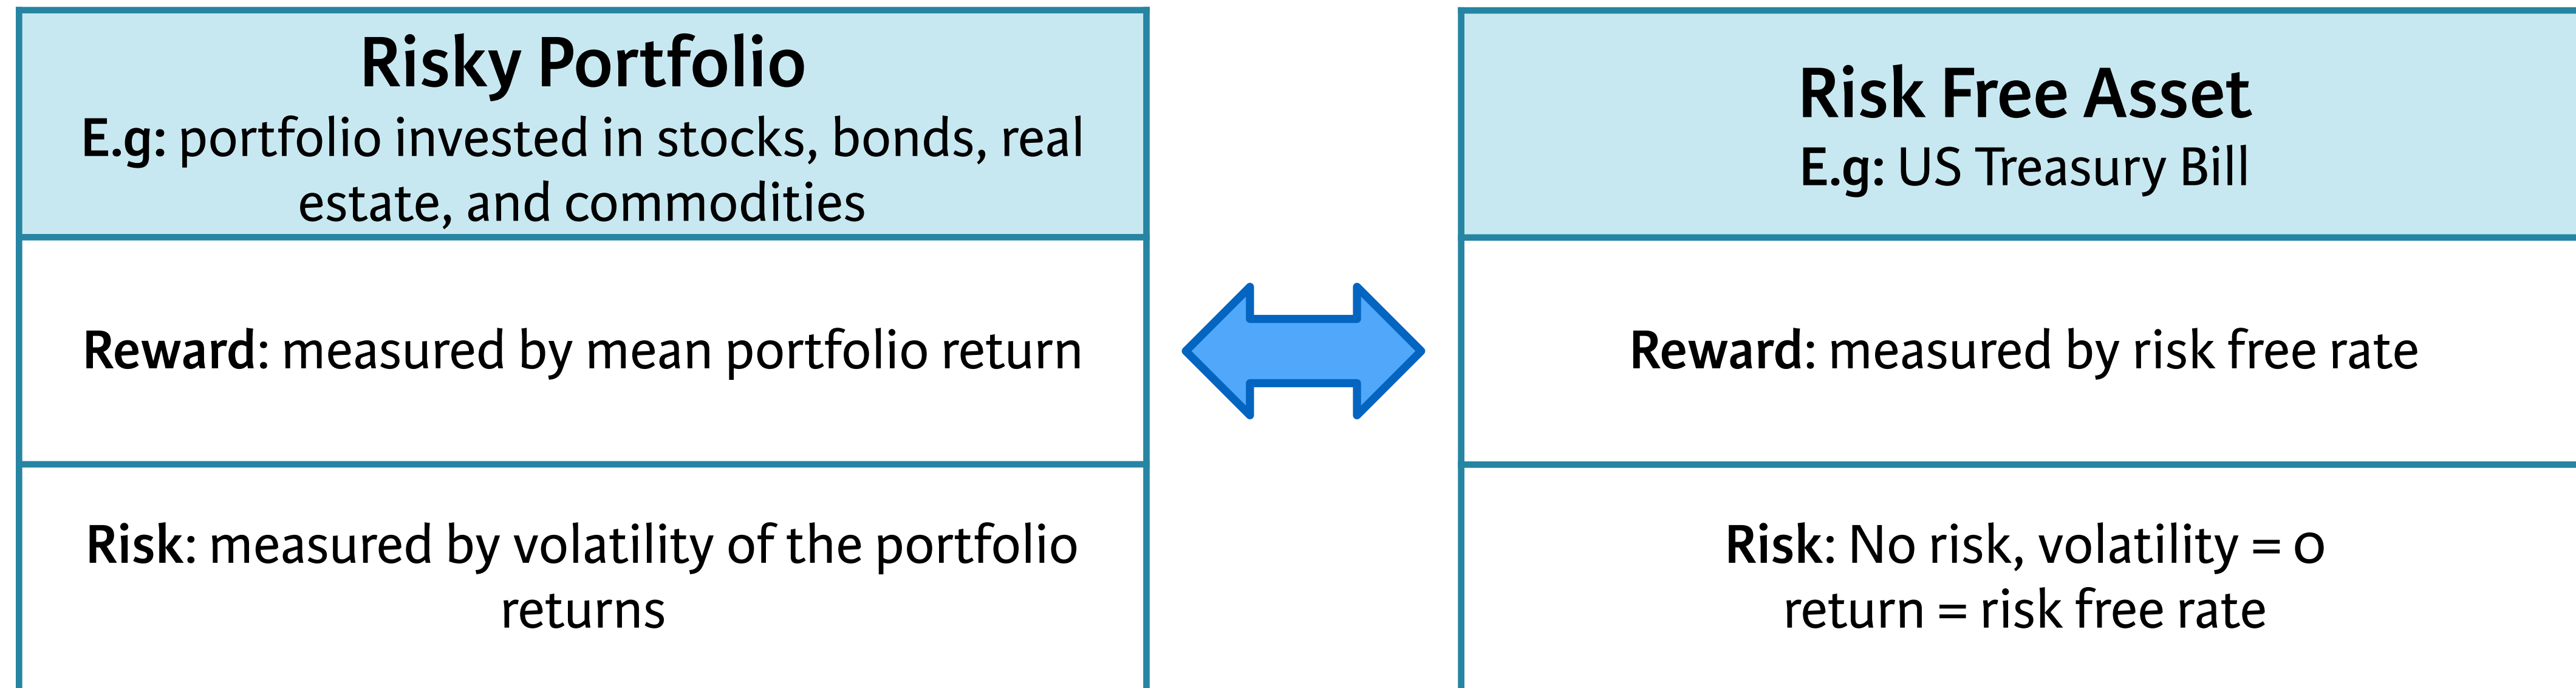 Risky Portfolio
E.g: portfolio invested in stocks, bonds, real
estate, and commodities
Reward: measured by mean portfolio return
Risk: measured by volatility of the portfolio
returns
Risk Free Asset
E.g: US Treasury Bill
Reward: measured by risk free rate
Risk: No risk, volatility = 0
return = risk free rate